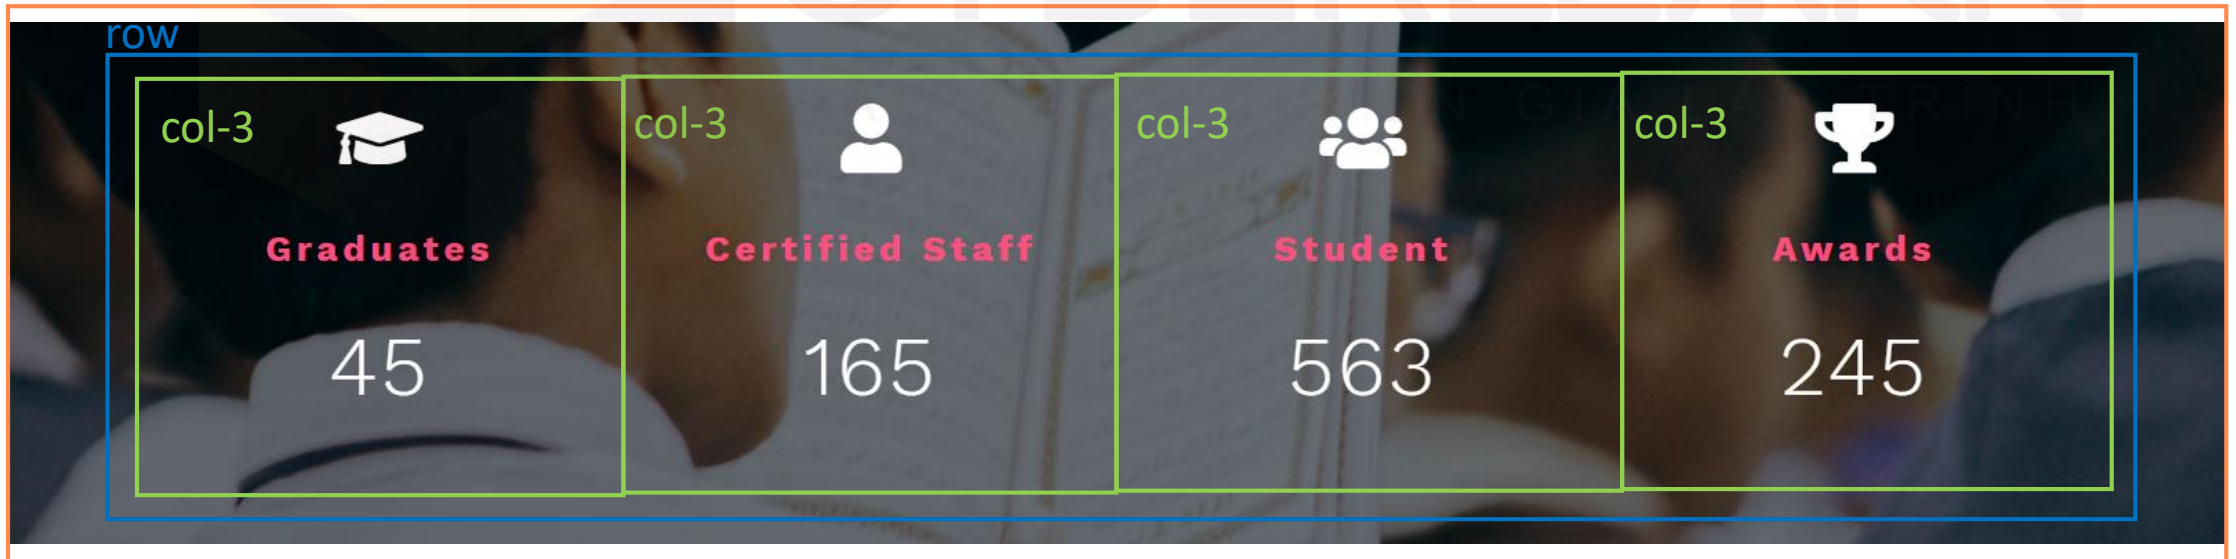 row
col-3 col-3 col-3 col-3
Graduates Certified Staff Student Awards
45 165 563 245